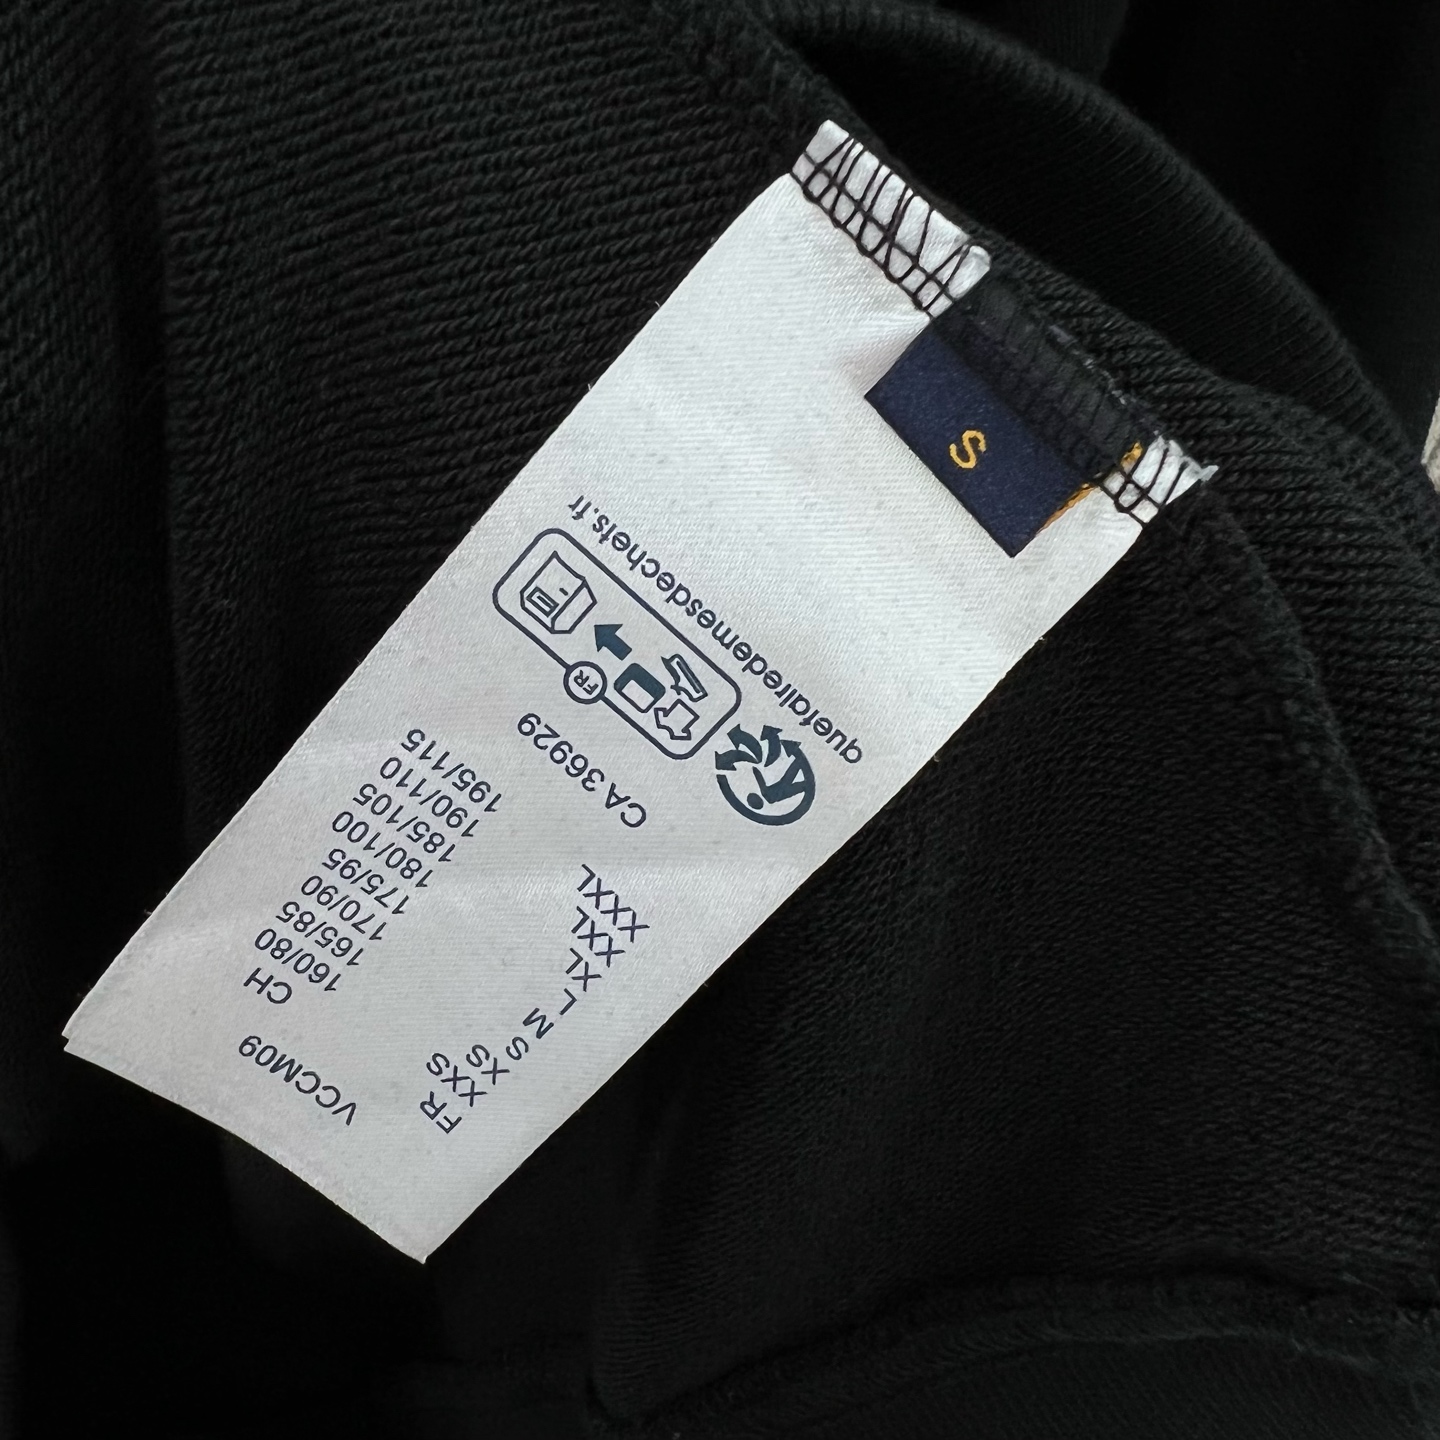 VCCM09
FR CH
XXS 160/80
XS 165/85
S 170/90
M 175/95
L 180/100
XL 185/105
XXL 190/110
XXXL 195/115
CA 36929
FR
quefairedemesdechets.fr
S